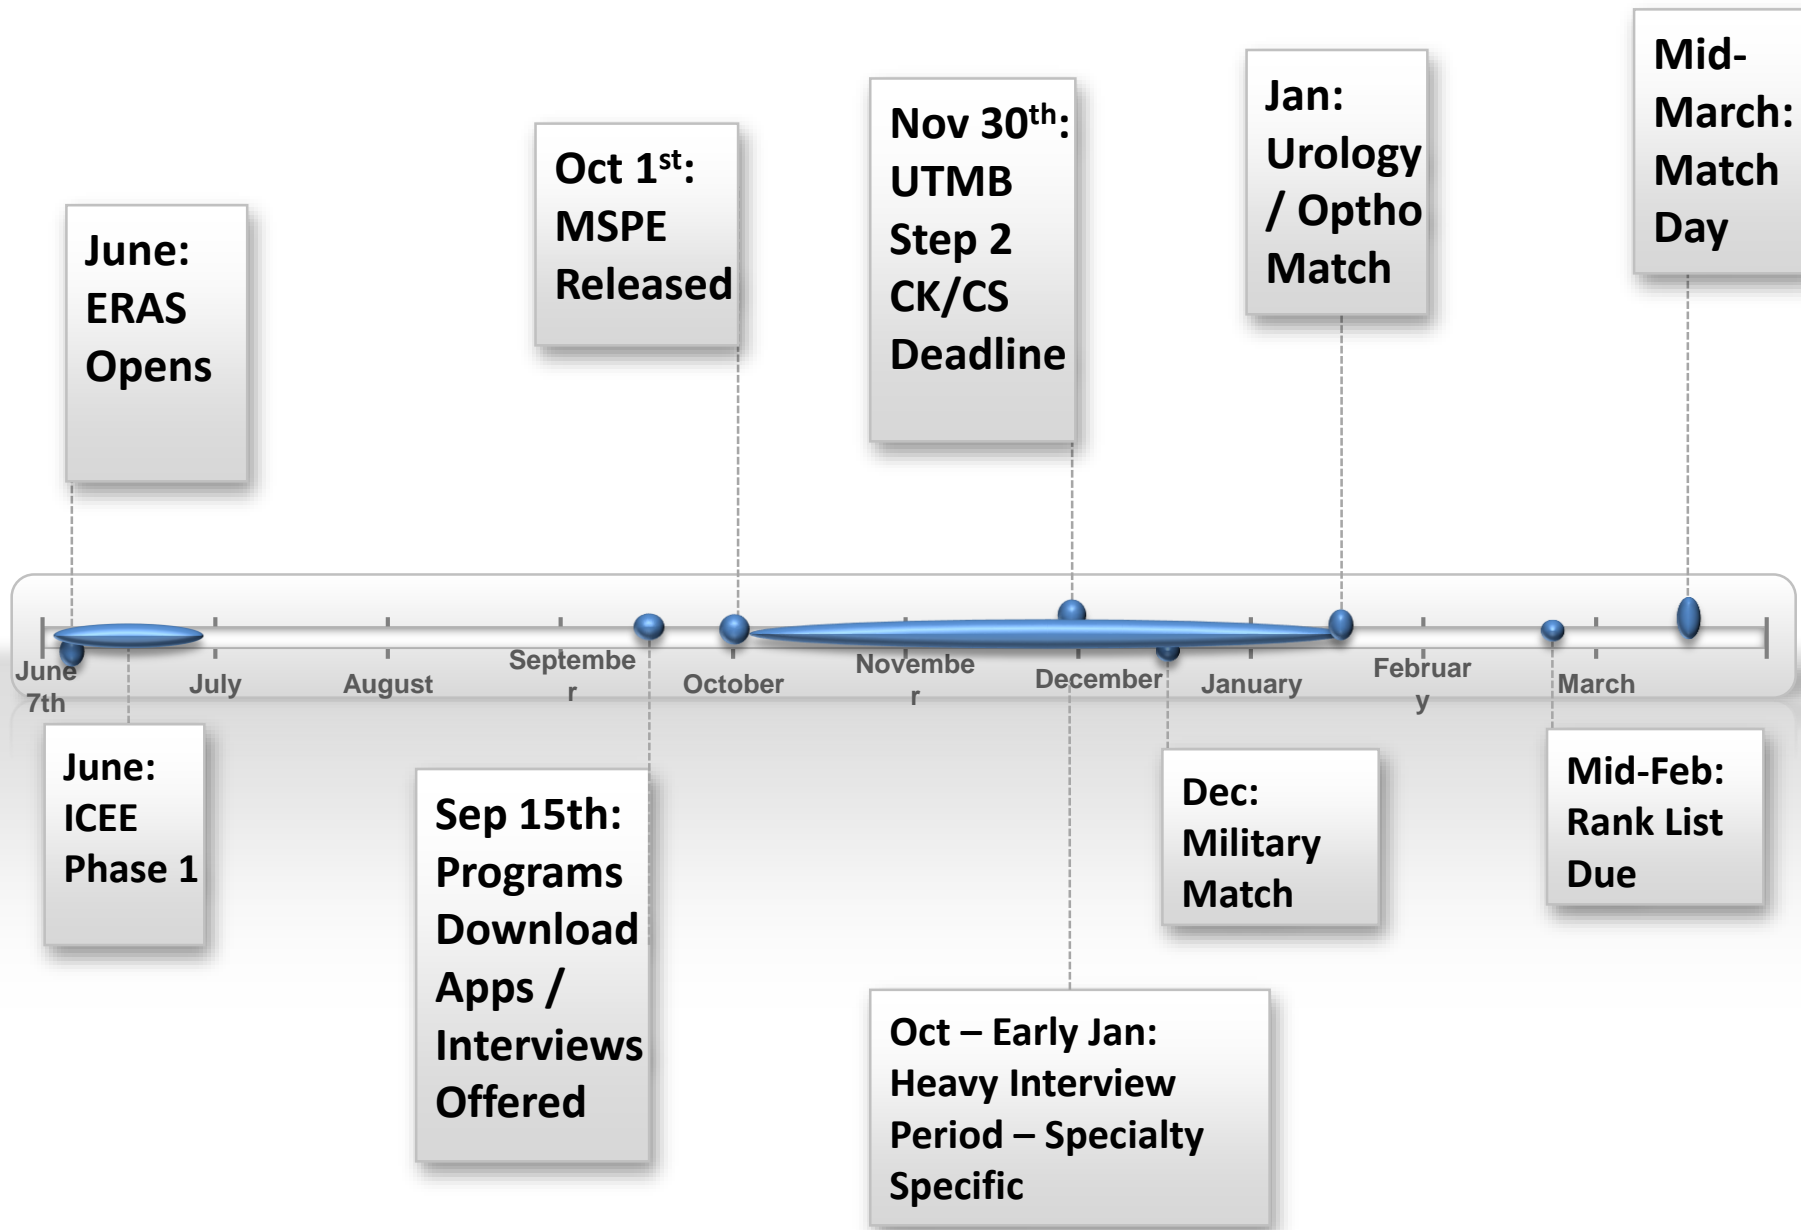 June:
ERAS
Opens
Oct 1st:
MSPE
Released
Nov 30th:
UTMB
Step 2
CK/CS
Deadline
Jan:
Urology
/ Optho
Match
Mid-
March:
Match
Day
June
7th
July
August
Septembe
r
October
Novembe
r
December
January
Februar
y
March
June:
ICEE
Phase 1
Sep 15th:
Programs
Download
Apps /
Interviews
Offered
Oct – Early Jan:
Heavy Interview
Period – Specialty
Specific
Dec:
Military
Match
Mid-Feb:
Rank List
Due